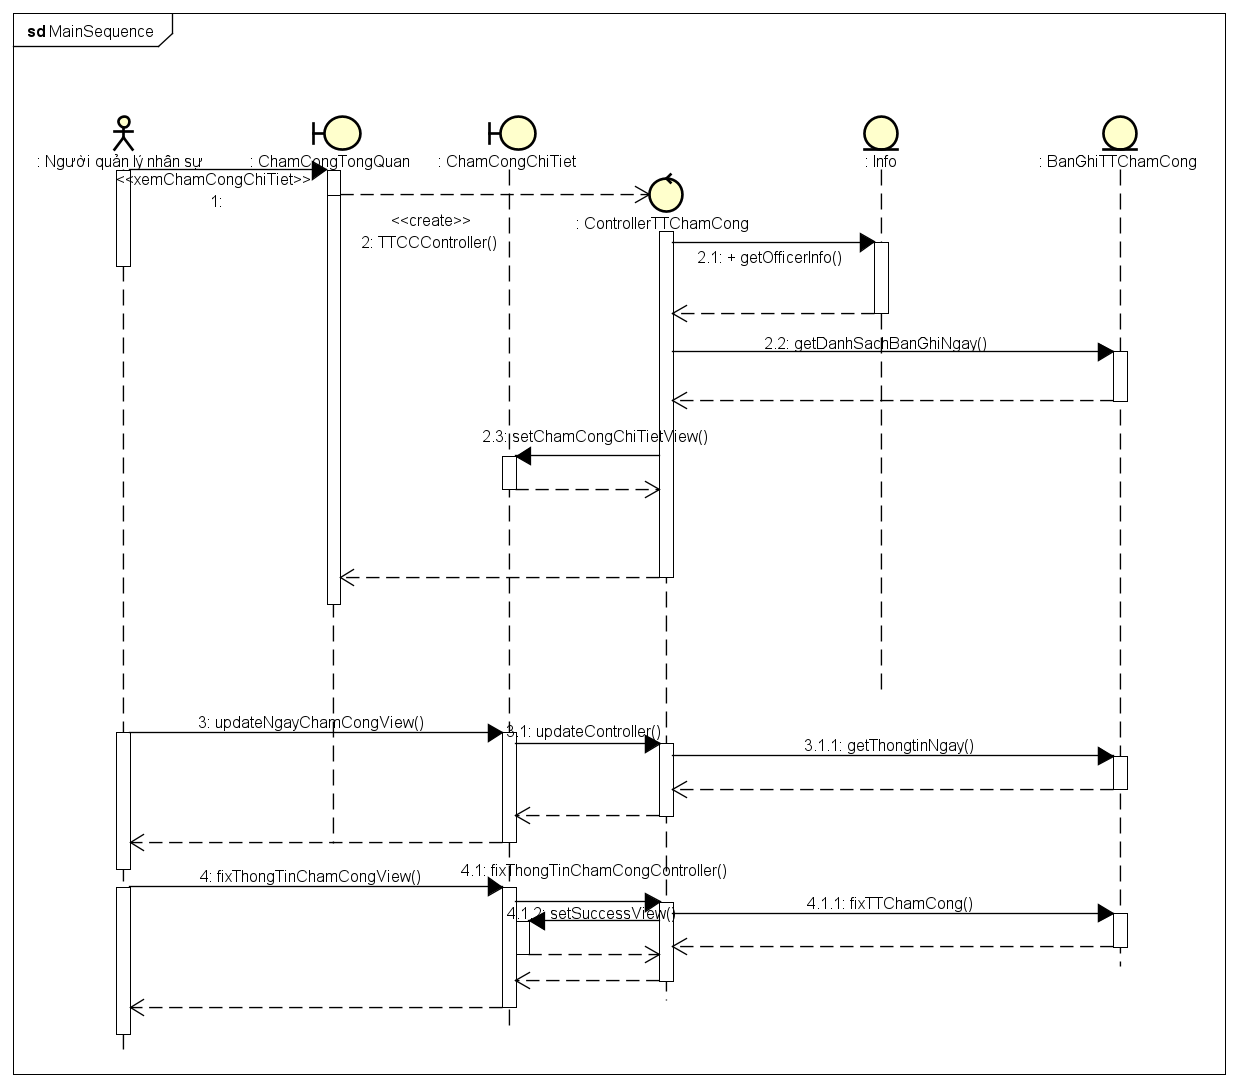 sd MainSequence
: Người quản lý nhân sự
: ChamCongTongQuan
: ChamCongChiTiet
: Info
: BanGhiTTChamCong
<<xemChamCongChiTiet>>
1:
<<create>>
2: TTCCController()
: ControllerTTChamCong
2.1: + getOfficerInfo()
2.2: getDanhSachBanGhiNgay()
2.3: setChamCongChiTietView()
3: updateNgayChamCongView()
3.1: updateController()
3.1.1: getThongtinNgay()
4: fixThongTinChamCongView()
4.1: fixThongTinChamCongController()
4.1.2: setSuccessView()
4.1.1: fixTTChamCong()